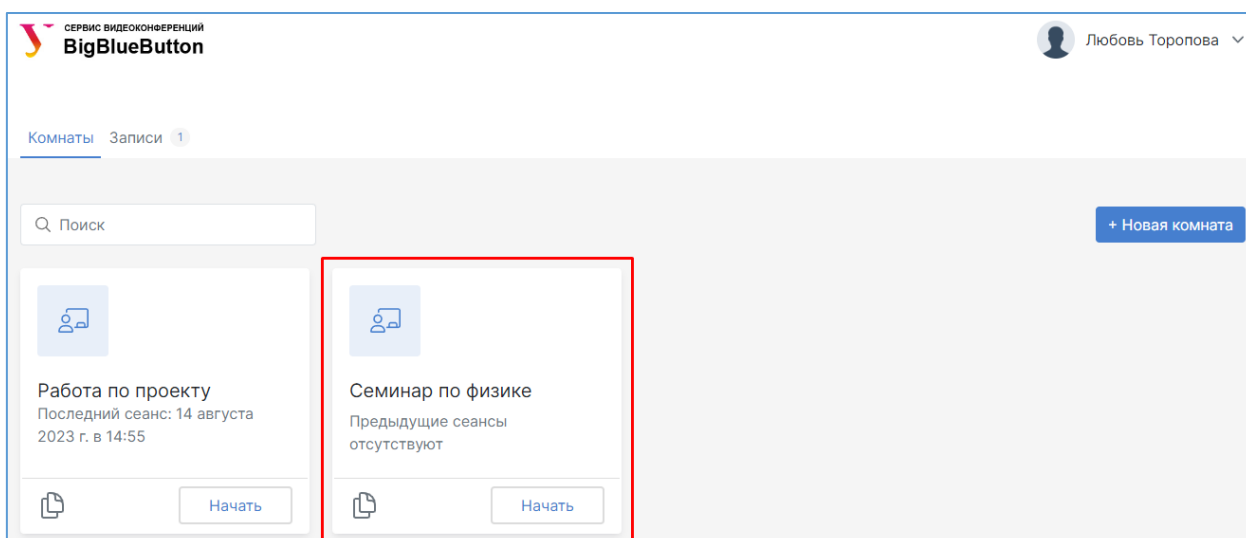 СЕРВИС ВИДЕОКОНФЕРЕНЦИЙ
BigBlueButton
Любовь Торопова
Комнаты Записи 1
Поиск
+ Новая комната
Работа по проекту
Последний сеанс: 14 августа
2023 г. в 14:55
Начать
Семинар по физике
Предыдущие сеансы
отсутствуют
Начать